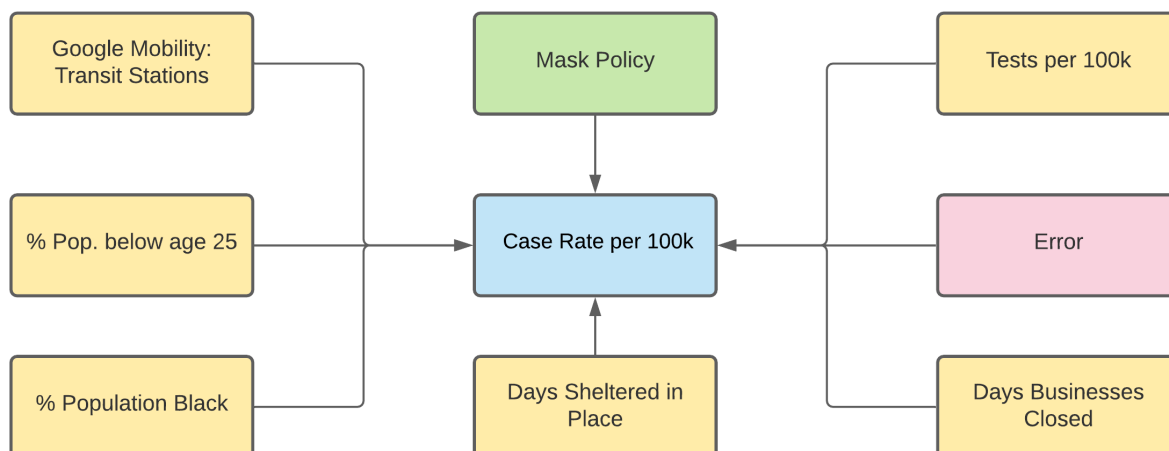 Google Mobility:
Transit Stations
Mask Policy
Tests per 100k
% Pop. below age 25
Case Rate per 100k
Error
% Population Black
Days Sheltered in
Place
Days Businesses
Closed